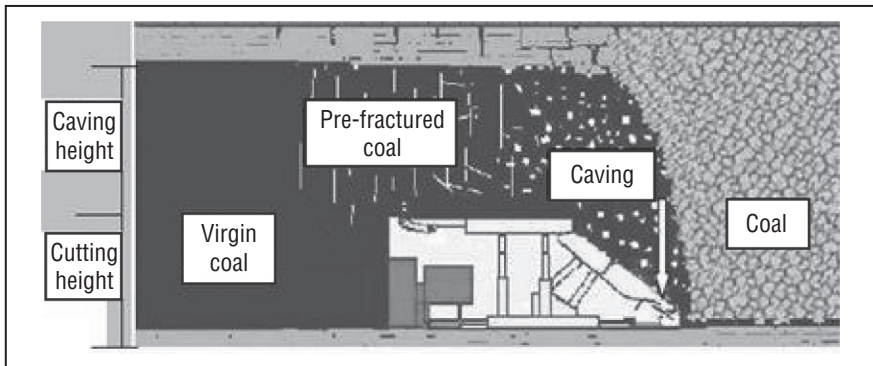 Caving
height
Pre-fractured
coal
Caving
Virgin
coal
Coal
Cutting
height